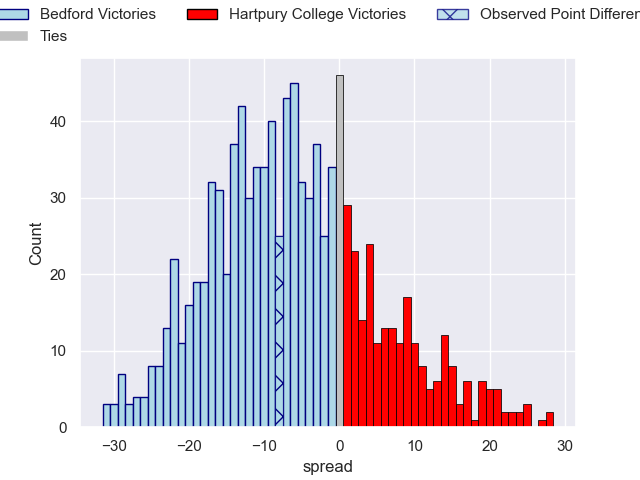 Bedford Victories Hartpury College Victories Observed Point Differen
Ties
40
30
20
10
0
Count
−30 −20 −10 0 10 20 30
spread